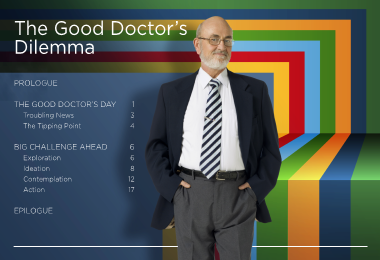 The Good Doctor's
Dilemma
PROLOGUE
THE GOOD DOCTOR'S DAY 1
Troubling News 3
The Tipping Point 4
BIG CHALLENGE AHEAD 6
Exploration 6
Ideation 8
Contemplation 12
Action 17
EPILOGUE